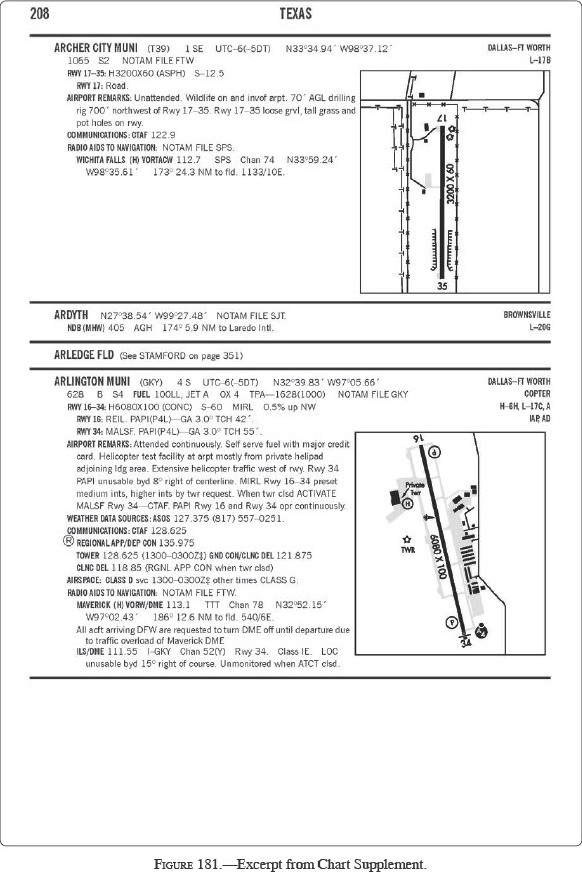 208
TEXAS
ARCHER CITY MUNI (T39) 1 SE UTC–6(–5DT) N33°34.94´ W98°37.12´ DALLAS–FT WORTH
1065 S2 NOTAM FILE FTW L–17B
RWY 17–35: H3200X60 (ASPH) S–12.5
RWY 17: Road.
AIRPORT REMARKS: Unattended. Wildlife on and invof arpt. 70´ AGL drilling
rig 700´ northwest of Rwy 17–35. Rwy 17–35 loose grvl, tall grass and
pot holes on rwy.
COMMUNICATIONS: CTAF 122.9
RADIO AIDS TO NAVIGATION: NOTAM FILE SPS.
WICHITA FALLS (H) VORTACW 112.7 SPS Chan 74 N33°59.24´
W98°35.61´ 173° 24.3 NM to fld. 1133/10E.
17
3200 X 60
35
ARDYTH N27°38.54´ W99°27.48´ NOTAM FILE SJT. BROWNSVILLE
NDB (MHW) 405 AGH 174° 5.9 NM to Laredo Intl. L–20G
ARLEDGE FLD (See STAMFORD on page 351)
ARLINGTON MUNI (GKY) 4 S UTC–6(–5DT) N32°39.83´ W97°05.66´ DALLAS–FT WORTH
628 B S4 FUEL 100LL, JET A OX 4 TPA—1628(1000) NOTAM FILE GKY COPTER
RWY 16–34: H6080X100 (CONC) S–60 MIRL 0.5% up NW H–6H, L–17C, A
RWY 16: REIL. PAPI(P4L)—GA 3.0° TCH 42´. IAP, AD
RWY 34: MALSF. PAPI(P4L)—GA 3.0° TCH 55´.
AIRPORT REMARKS: Attended continuously. Self serve fuel with major credit
card. Helicopter test facility at arpt mostly from private helipad
adjoining ldg area. Extensive helicopter traffic west of rwy. Rwy 34
PAPI unusable byd 8° right of centerline. MIRL Rwy 16–34 preset
medium ints, higher ints by twr request. When twr clsd ACTIVATE
MALSF Rwy 34—CTAF. PAPI Rwy 16 and Rwy 34 opr continuously.
WEATHER DATA SOURCES: ASOS 127.375 (817) 557–0251.
COMMUNICATIONS: CTAF 128.625
Ⓡ REGIONAL APP/DEP CON 135.975
TOWER 128.625 (1300–0300Z‡) GND CON/CLNC DEL 121.875
CLNC DEL 118.85 (RGNL APP CON when twr clsd)
AIRSPACE: CLASS D svc 1300–0300Z‡ other times CLASS G.
RADIO AIDS TO NAVIGATION: NOTAM FILE FTW.
MAVERICK (H) VORW/DME 113.1 TTT Chan 78 N32°52.15´
W97°02.43´ 186° 12.6 NM to fld. 540/6E.
All acft arriving DFW are requested to turn DME off until departure due
to traffic overload of Maverick DME
ILS/DME 111.55 I–GKY Chan 52(Y) Rwy 34. Class IE. LOC
unusable byd 15° right of course. Unmonitored when ATCT clsd.
16
P
Private
Twr
H
TWR
6080 X 100
P
34
FIGURE 181.—Excerpt from Chart Supplement.